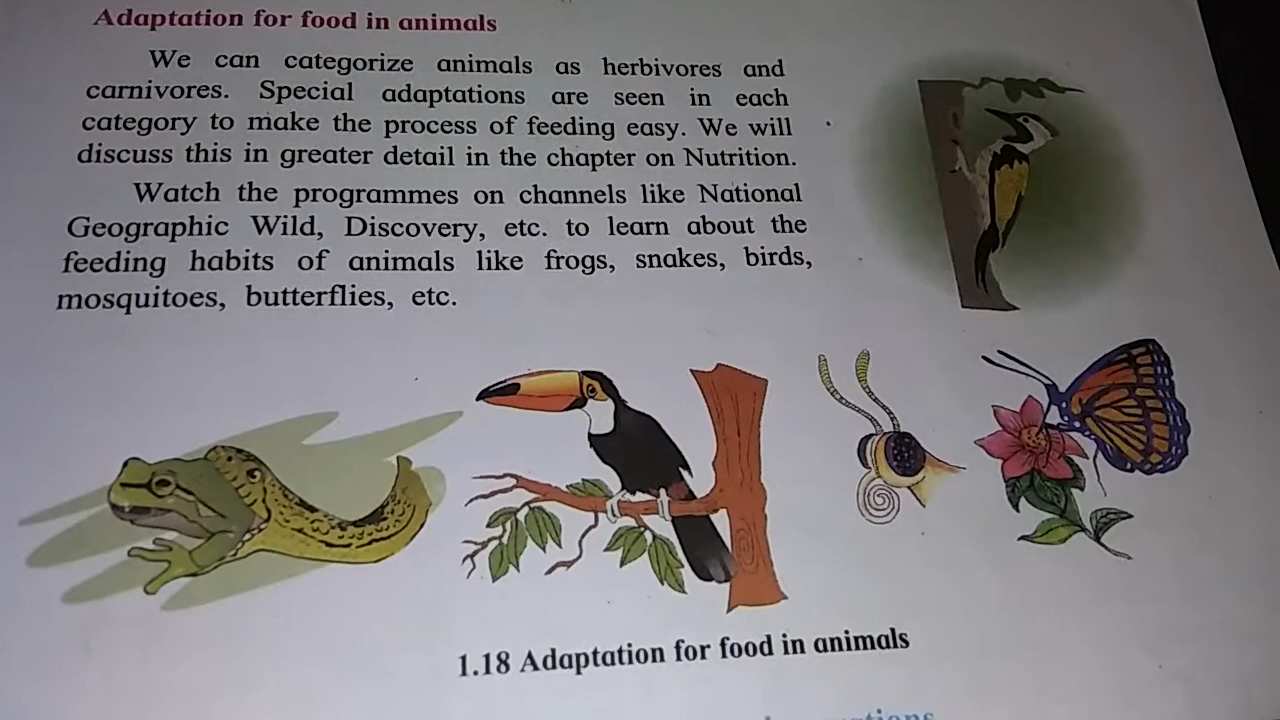 Adaptation for food in animals
We can categorize animals as herbivores and
carnivores. Special adaptations are seen in each
category to make the process of feeding easy. We will
discuss this in greater detail in the chapter on Nutrition.
Watch the programmes on channels like National
Geographic Wild, Discovery, etc. to learn about the
feeding habits of animals like frogs, snakes, birds,
mosquitoes, butterflies, etc.
1.18 Adaptation for food in animals